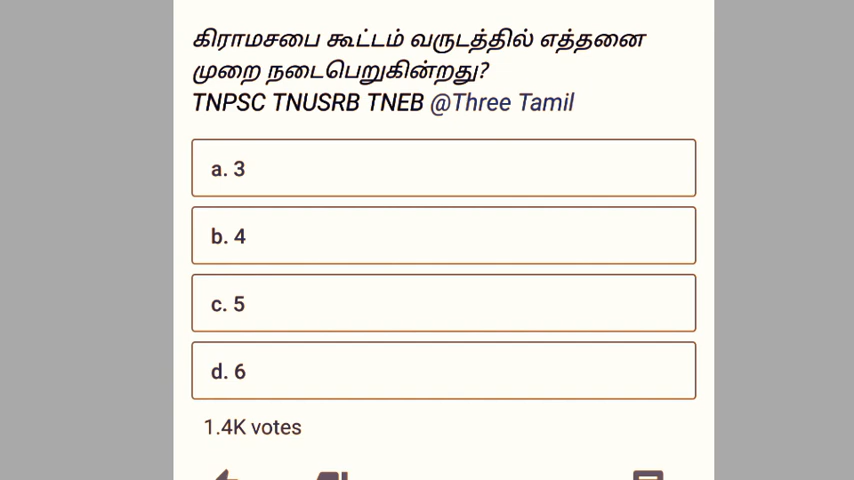 கிராமசபை கூட்டம் வருடத்தில் எத்தனை
முறை நடைபெறுகின்றது?
TNPSC TNUSRB TNEB @Three Tamil
a. 3
b. 4
c. 5
d. 6
1.4K votes